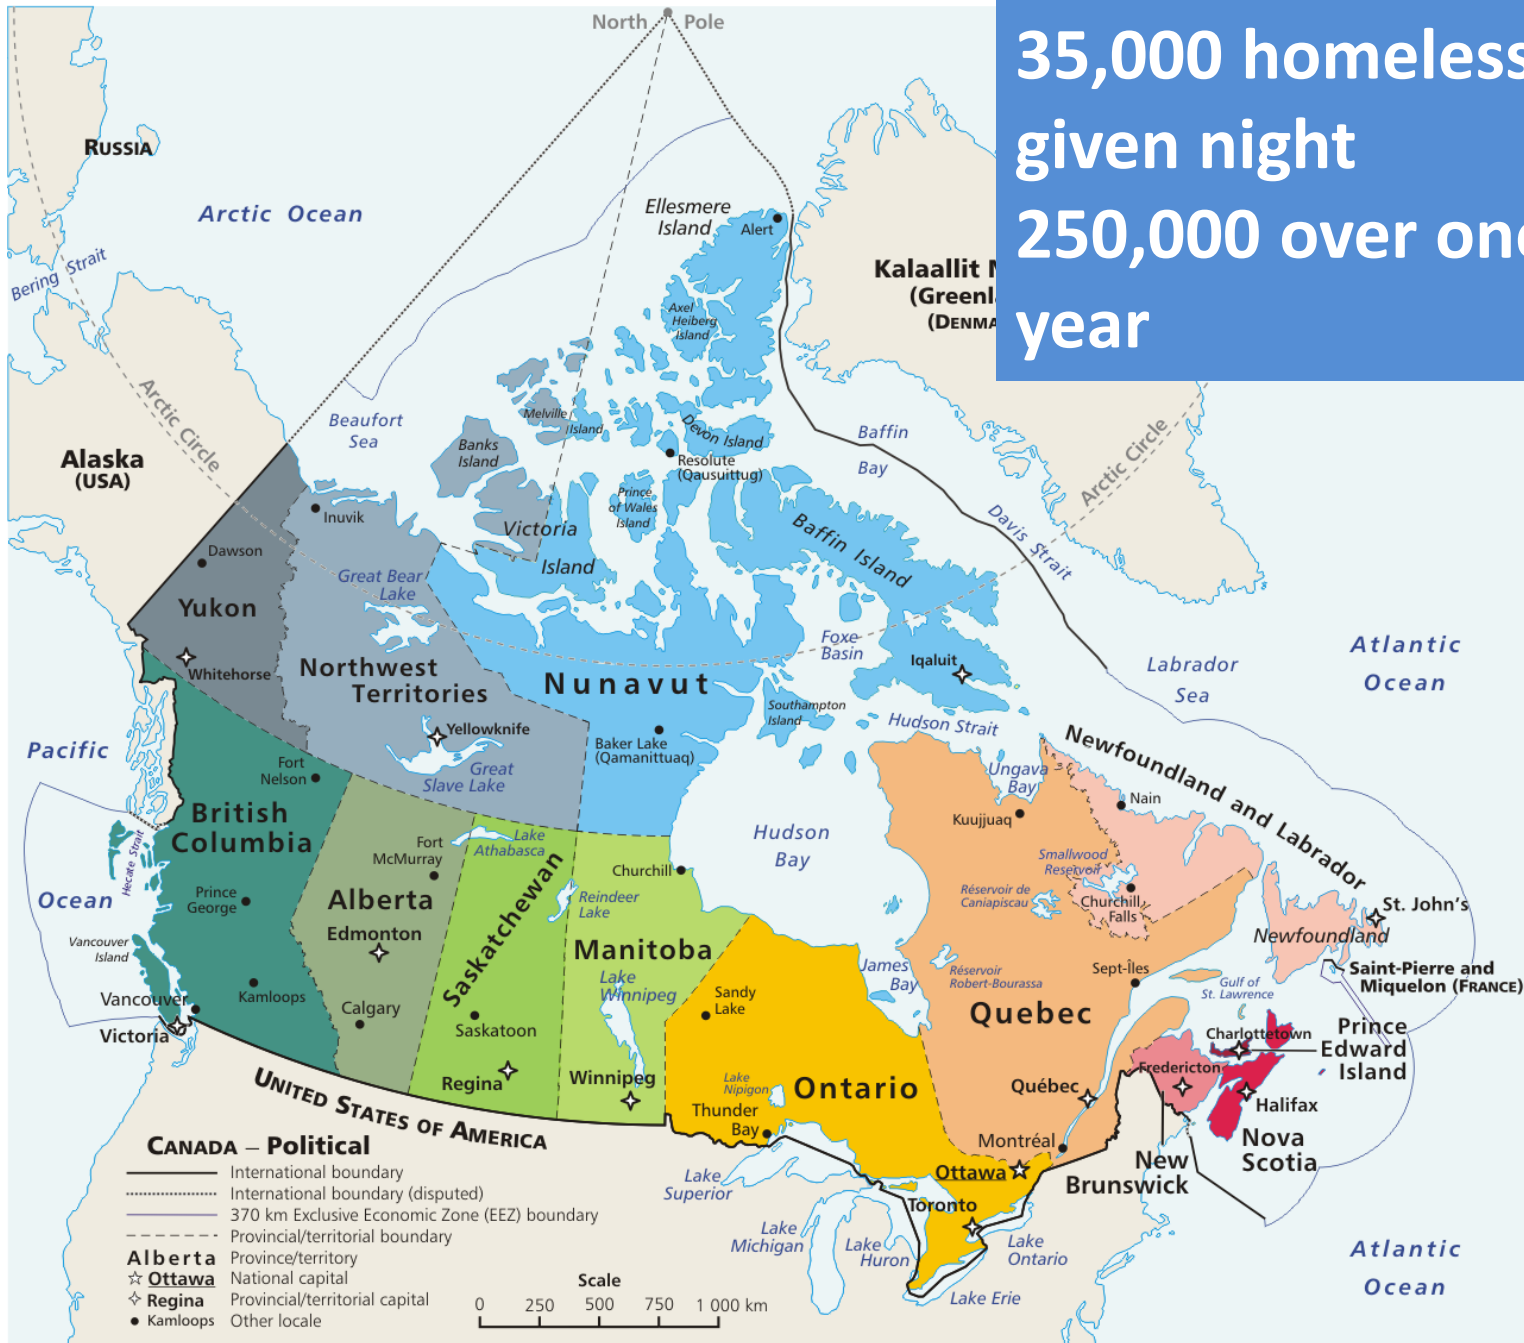 North Pole
35,000 homeless
given night
250,000 over one
year
RUSSIA
Arctic Ocean
Bering Strait
Ellesmere
Island
Alert
Kalaallit
(Greenl
(DENMA
Axel
Heiberg
Island
Arctic Circle
Beaufort
Sea
Melville
Island
Devon Island
Baffin
Bay
Banks
Island
Resolute
(Qausuittuq)
Arctic Circle
Alaska
(USA)
Prince
of Wales
Island
Inuvik
Victoria
Island
Baffin Island
Davis Strait
Dawson
Great Bear
Lake
Yukon
Foxe
Basin
Iqaluit
Atlantic
Ocean
Labrador
Sea
Whitehorse
Northwest
Territories
Nunavut
Southampton
Island
Hudson Strait
Yellowknife
Baker Lake
(Qamanittuaq)
Newfoundland and Labrador
Pacific
Ocean
Fort
Nelson
Great
Slave Lake
Ungava
Bay
Nain
British
Columbia
Hecate Strait
Kuujjuaq
Hudson
Bay
Lake
Athabasca
Fort
McMurray
Smallwood
Reservoir
Churchill
Réservoir de
Caniapiscau
Churchill
Falls
Prince
George
Alberta
Edmonton
Saskatchewan
Reindeer
Lake
St. John's
Newfoundland
Vancouver
Island
Manitoba
Lake
Winnipeg
James
Bay
Réservoir
Robert-Bourassa
Sept-Îles
Saint-Pierre and
Miquelon (FRANCE)
Gulf of
St. Lawrence
Kamloops
Vancouver
Victoria
Calgary
Saskatoon
Sandy
Lake
Quebec
Charlottetown
Prince
Edward
Island
Fredericton
Regina
Winnipeg
Lake
Nipigon
Ontario
Québec
Halifax
Thunder
Bay
Nova
Scotia
UNITED STATES OF AMERICA
Montréal
New
Brunswick
Ottawa
Lake
Superior
Toronto
Lake
Michigan
Lake
Huron
Lake
Ontario
Lake Erie
Atlantic
Ocean
CANADA – Political
International boundary
International boundary (disputed)
370 km Exclusive Economic Zone (EEZ) boundary
Provincial/territorial boundary
Alberta Province/territory
Ottawa National capital
Regina Provincial/territorial capital
Kamloops Other locale
Scale
0 250 500 750 1 000 km